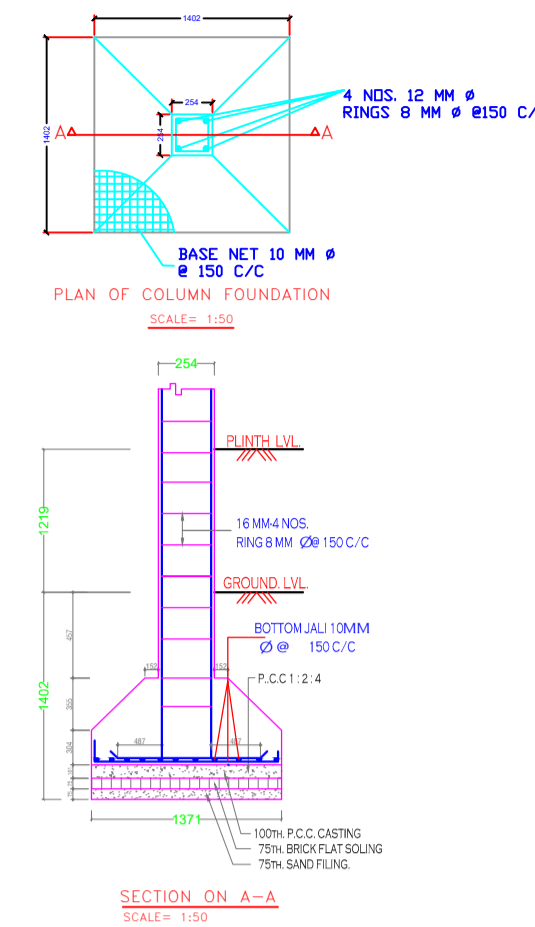 1402
254
4 NOS. 12 MM Ø
RINGS 8 MM Ø @150 C/
1402
A
254
A
BASE NET 10 MM Ø
@ 150 C/C
PLAN OF COLUMN FOUNDATION
SCALE= 1:50
254
PLINTH LVL.
1219
16 MM-4 NOS.
RING 8 MM Ø@ 150 C/C
GROUND. LVL.
457
BOTTOM JALI 10MM
Ø @ 150 C/C
152
152
P..C.C 1 : 2 : 4
1402
355
304
487
1371
100TH. P.C.C. CASTING
75TH. BRICK FLAT SOLING
75TH. SAND FILING.
SECTION ON A-A
SCALE= 1:50